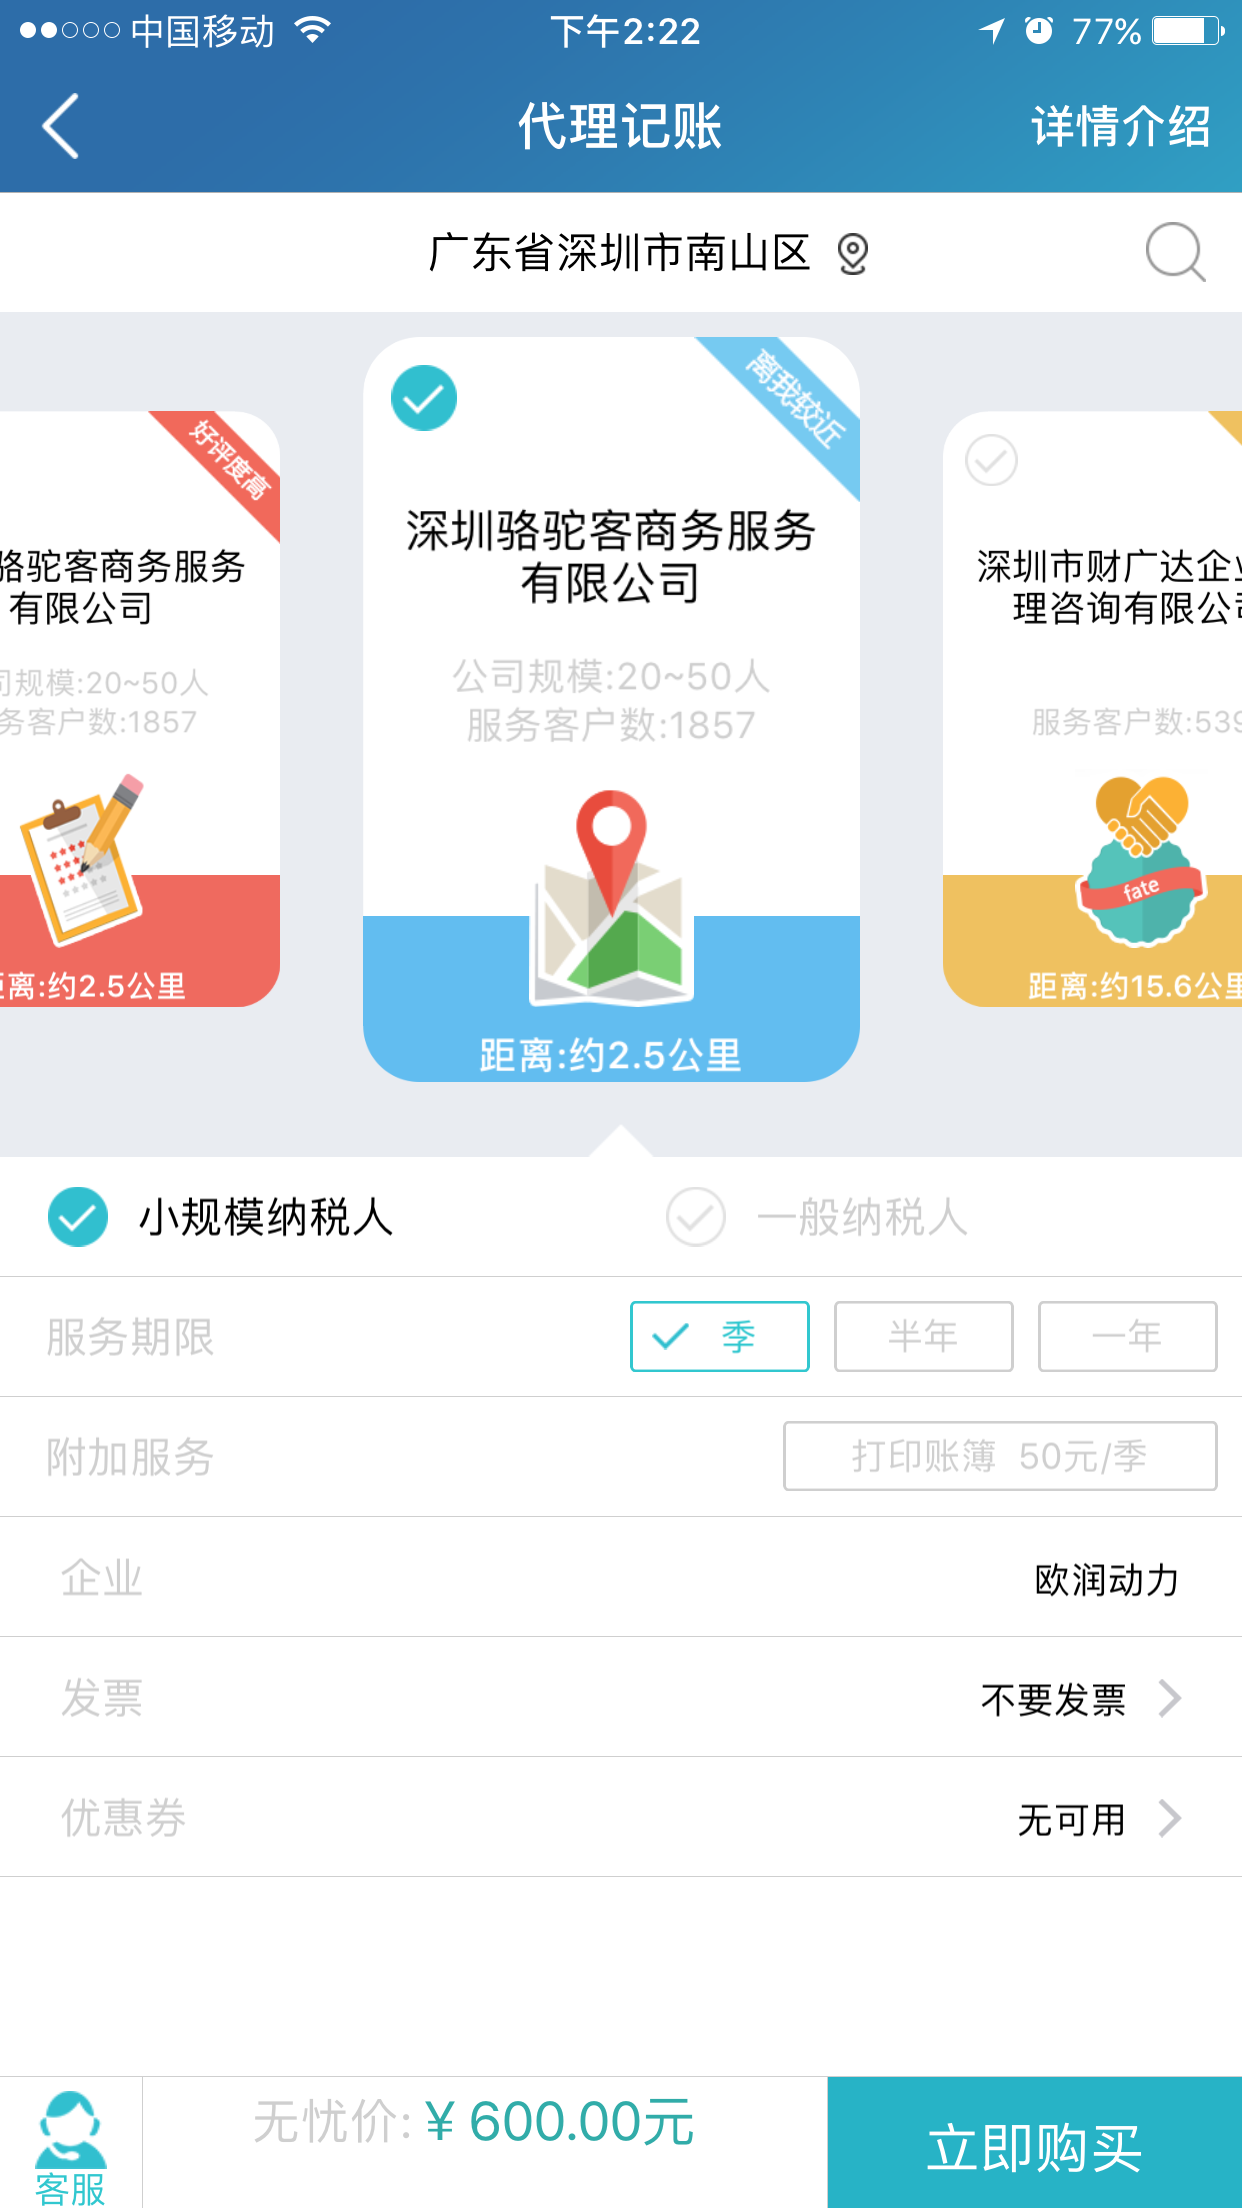 中国移动 下午2:22 77%
代理记账 详情介绍
广东省深圳市南山区
好评度高
骆驼客商务服务
有限公司
司规模:20~50人
务客户数:1857
距离:约2.5公里
离我较近
深圳骆驼客商务服务
有限公司
公司规模:20~50人
服务客户数:1857
距离:约2.5公里
深圳市财广达企业
理咨询有限公司
服务客户数:539
fate
距离:约15.6公里
小规模纳税人 一般纳税人
服务期限 季 半年 一年
附加服务 打印账簿 50元/季
企业 欧润动力
发票 不要发票
优惠券 无可用
客服 无忧价: ¥ 600.00元 立即购买